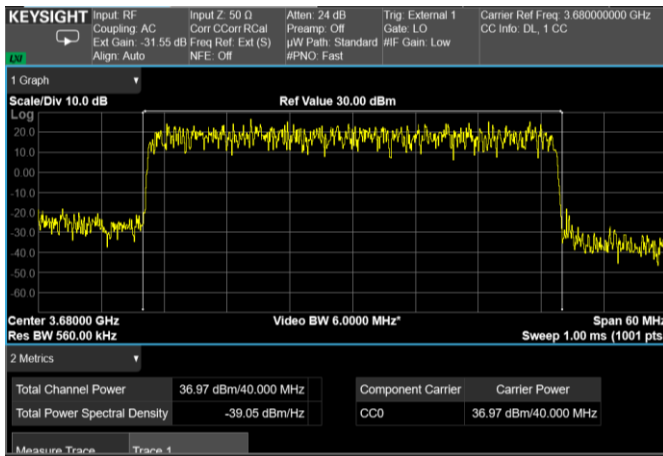 KEYSIGHT Input: RF Input Z: 50 Ω Atten: 24 dB Trig: External 1 Carrier Ref Freq: 3.680000000 GHz
Coupling: AC Corr CCorr RCal Preamp: Off Gate: LO CC Info: DL, 1 CC
Ext Gain: -31.55 dB Freq Ref: Ext (S) µW Path: Standard #IF Gain: Low
LXI Align: Auto NFE: Off #PNO: Fast
1 Graph
Scale/Div 10.0 dB Ref Value 30.00 dBm
Log
20.0
10.0
0.00
-10.0
-20.0
-30.0
-40.0
-50.0
-60.0
Center 3.68000 GHz Video BW 6.0000 MHz* Span 60 MHz
Res BW 560.00 kHz Sweep 1.00 ms (1001 pts
2 Metrics
Total Channel Power 36.97 dBm/40.000 MHz Component Carrier Carrier Power
Total Power Spectral Density -39.05 dBm/Hz CC0 36.97 dBm/40.000 MHz
Measure Trace Trace 1